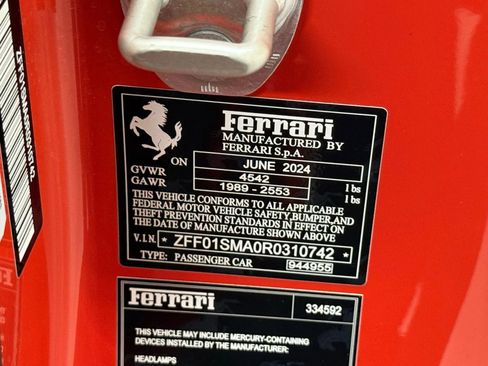 Ferrari
MANUFACTURED BY
FERRARI S.p.A.
ON JUNE 2024
GVWR 4542 lbs
GAWR 1989 - 2553 lbs
THIS VEHICLE CONFORMS TO ALL APPLICABLE
FEDERAL MOTOR VEHICLE SAFETY, BUMPER, AND
THEFT PREVENTION STANDARDS IN EFFECT ON
THE DATE OF MANUFACTURE SHOWN ABOVE
V.I.N. * ZFF01SMA0R0310742 *
TYPE: PASSENGER CAR 944955
Ferrari 334592
THIS VEHICLE MAY INCLUDE MERCURY-CONTAINING
DEVICES INSTALLED BY THE MANUFACTURER:
HEADLAMPS